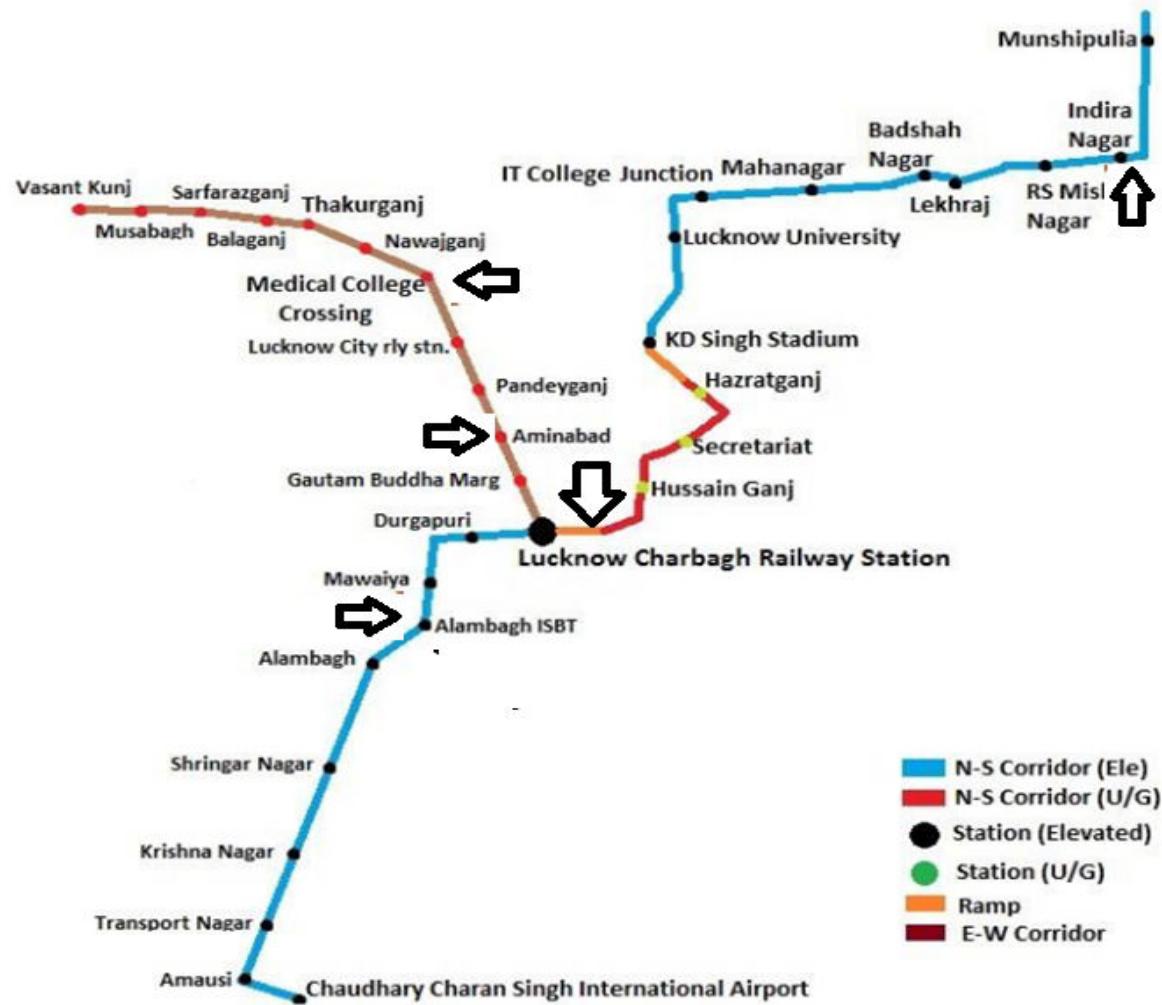 Munshipulia
Indira
Nagar
Badshah
Nagar
IT College Junction
Mahanagar
Lekhraj
RS Misl
Nagar
Vasant Kunj
Sarfarazganj
Thakurganj
Musabagh
Balaganj
Nawajganj
Lucknow University
Medical College
Crossing
Lucknow City rly stn.
KD Singh Stadium
Pandeyganj
Hazratganj
Aminabad
Secretariat
Gautam Buddha Marg
Hussain Ganj
Durgapuri
Lucknow Charbagh Railway Station
Mawaiya
Alambagh ISBT
Alambagh
Shringar Nagar
Krishna Nagar
Transport Nagar
Amausi
Chaudhary Charan Singh International Airport
N-S Corridor (Ele)
N-S Corridor (U/G)
Station (Elevated)
Station (U/G)
Ramp
E-W Corridor